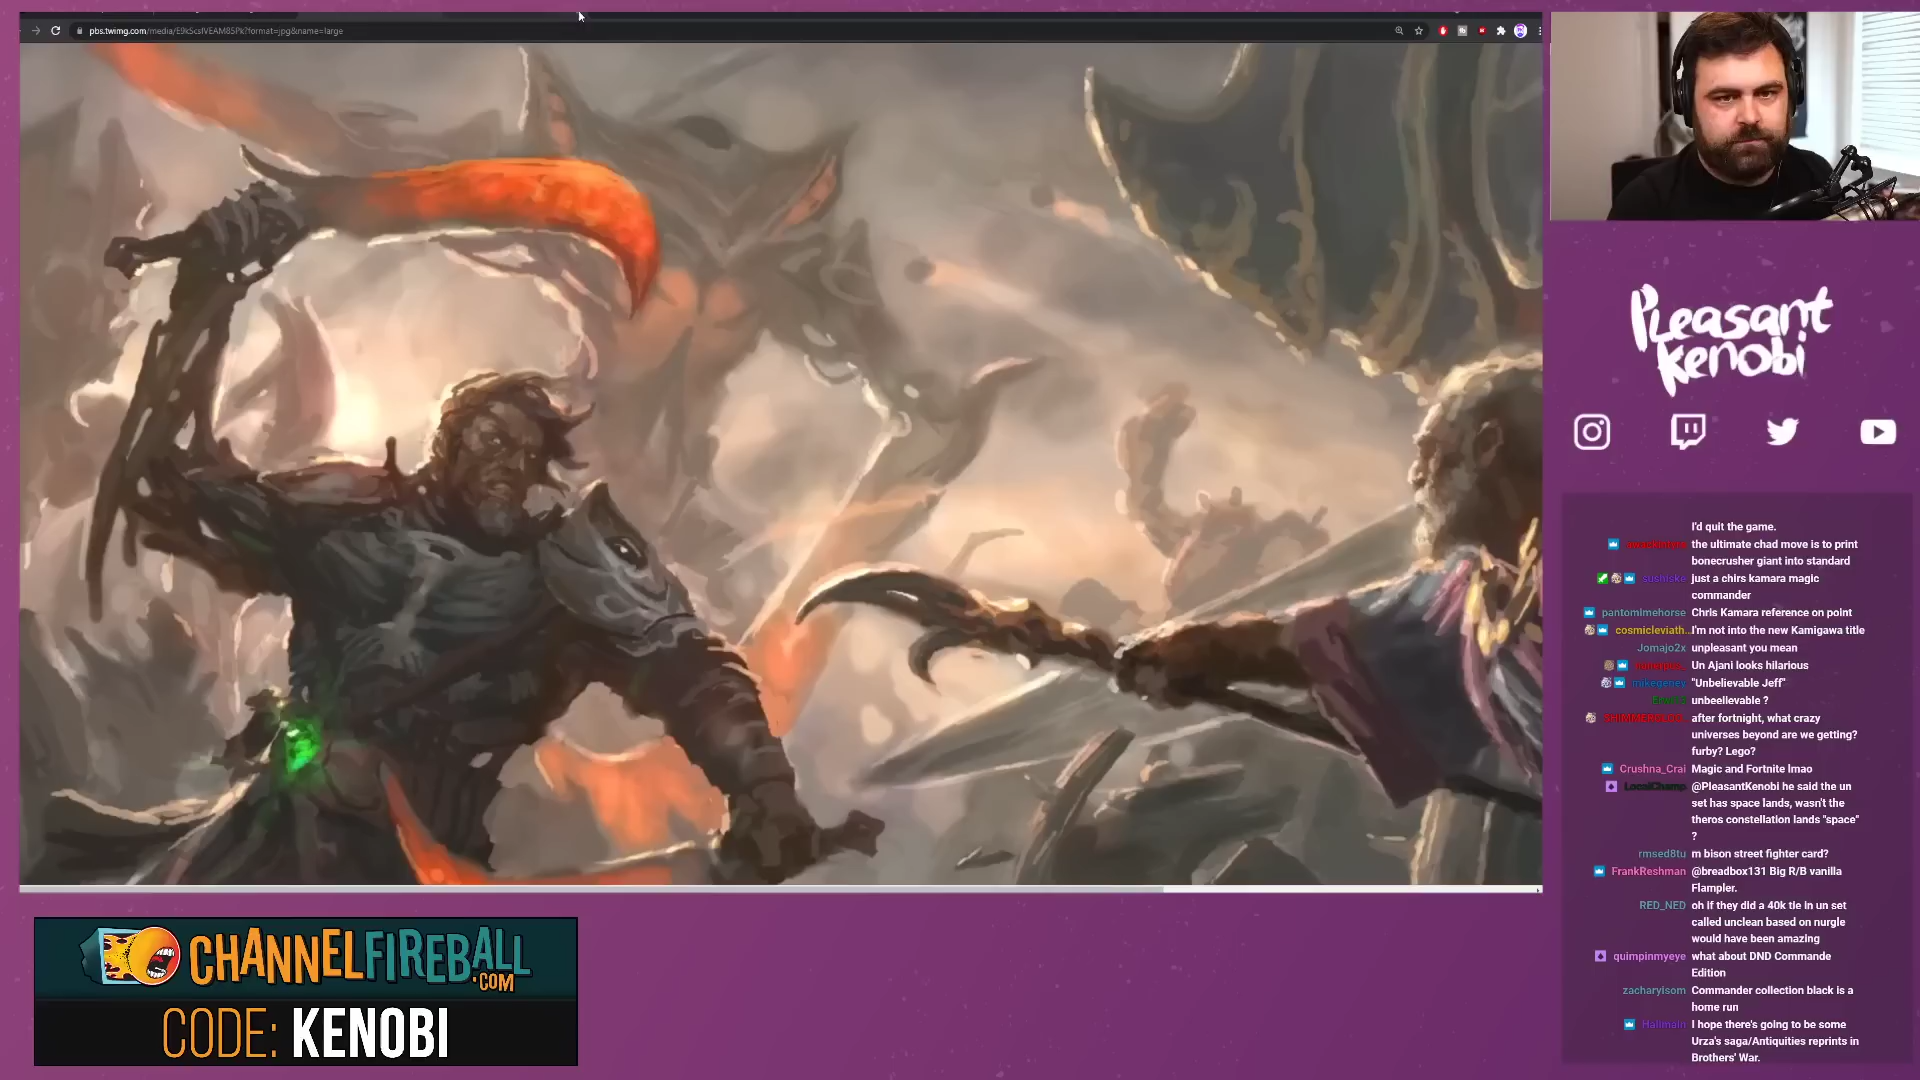 pbs.twimg.com/media/E9kScsIVEAM8SPk?format=jpg&name=large
Pleasant
Kenobi
I'd quit the game.
the ultimate chad move is to print
bonecrusher giant into standard
just a chirs kamara magic
commander
pantomimehorse Chris Kamara reference on point
cosmicleviath... I'm not into the new Kamigawa title
Jomajo2x unpleasant you mean
Un Ajani looks hilarious
mikegeney "Unbelievable Jeff"
unbeelievable ?
after fortnight, what crazy
universes beyond are we getting?
furby? Lego?
Crushna_Crai Magic and Fortnite lmao
LocalChamp @PleasantKenobi he said the un
set has space lands, wasn't the
theros constellation lands "space"
?
rmsed8tu m bison street fighter card?
FrankReshman @breadbox131 Big R/B vanilla
Flampler.
RED_NED oh If they did a 40k tie in un set
called unclean based on nurgle
would have been amazing
quimpinmyeye what about DND Commande
Edition
zacharyisom Commander collection black is a
home run
Halimain I hope there's going to be some
Urza's saga/Antiquities reprints in
Brothers' War.
CHANNELFIREBALL
.COM
CODE: KENOBI